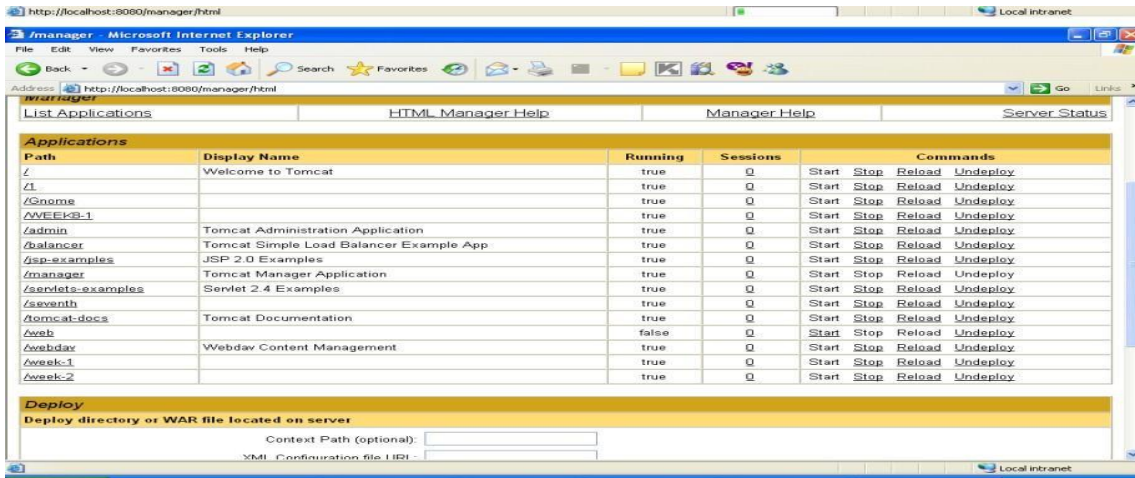 http://localhost:8080/manager/html Local intranet
/manager - Microsoft Internet Explorer
File Edit View Favorites Tools Help
Back Search Favorites
Address http://localhost:8080/manager/html Go Links
Manager
List Applications HTML Manager Help Manager Help Server Status
Applications
Path Display Name Running Sessions Commands
/ Welcome to Tomcat true 0 Start Stop Reload Undeploy
/1 true 0 Start Stop Reload Undeploy
/Gnome true 0 Start Stop Reload Undeploy
/WEEK8-1 true 0 Start Stop Reload Undeploy
/admin Tomcat Administration Application true 0 Start Stop Reload Undeploy
/balancer Tomcat Simple Load Balancer Example App true 0 Start Stop Reload Undeploy
/jsp-examples JSP 2.0 Examples true 0 Start Stop Reload Undeploy
/manager Tomcat Manager Application true 0 Start Stop Reload Undeploy
/servlets-examples Servlet 2.4 Examples true 0 Start Stop Reload Undeploy
/seventh true 0 Start Stop Reload Undeploy
/tomcat-docs Tomcat Documentation true 0 Start Stop Reload Undeploy
/web false 0 Start Stop Reload Undeploy
/webdav Webdav Content Management true 0 Start Stop Reload Undeploy
/week-1 true 0 Start Stop Reload Undeploy
/week-2 true 0 Start Stop Reload Undeploy
Deploy
Deploy directory or WAR file located on server
Context Path (optional):
XML Configuration file URL:
Local intranet